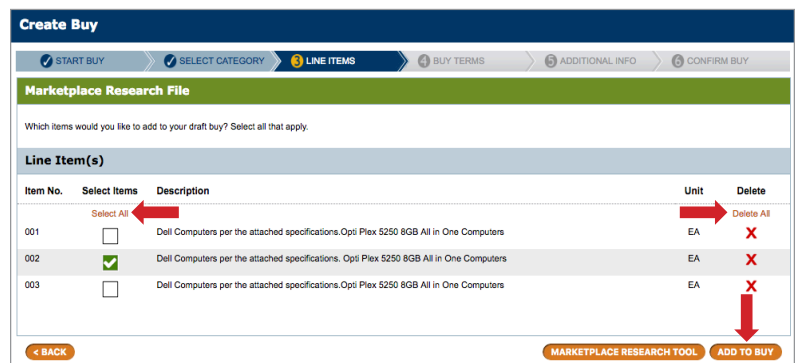 Create Buy
START BUY SELECT CATEGORY 3 LINE ITEMS 4 BUY TERMS 5 ADDITIONAL INFO 6 CONFIRM BUY
Marketplace Research File
Which items would you like to add to your draft buy? Select all that apply.
Line Item(s)
Item No. Select Items Description Unit Delete
Select All Delete All
001 Dell Computers per the attached specifications.Opti Plex 5250 8GB All in One Computers EA X
002 Dell Computers per the attached specifications. Opti Plex 5250 8GB All in One Computers EA X
003 Dell Computers per the attached specifications.Opti Plex 5250 8GB All in One Computers EA X
< BACK MARKETPLACE RESEARCH TOOL ADD TO BUY